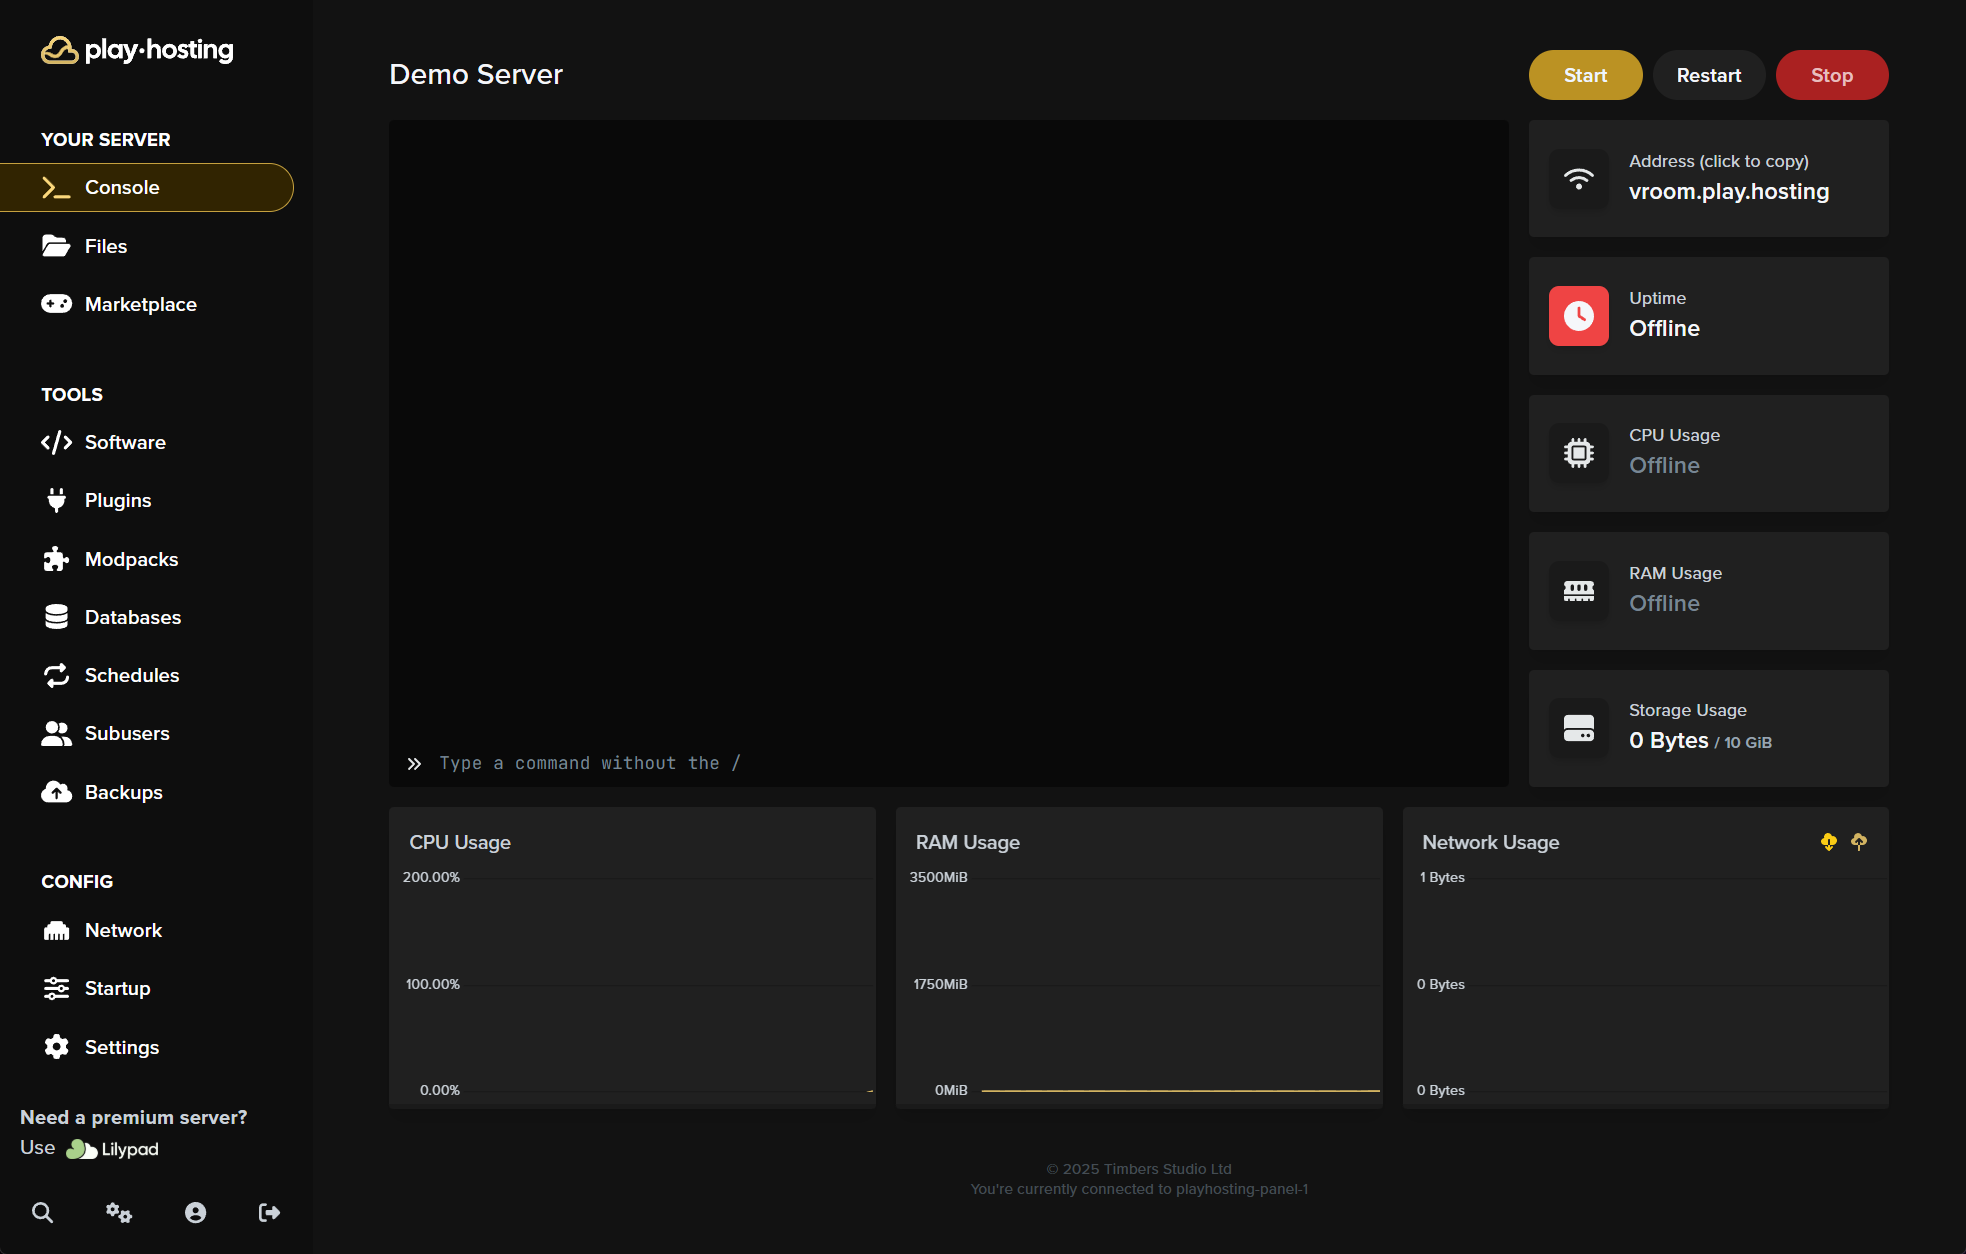 play·hosting
YOUR SERVER
Console
Files
Marketplace
TOOLS
Software
Plugins
Modpacks
Databases
Schedules
Subusers
Backups
CONFIG
Network
Startup
Settings
Need a premium server?
Use Lilypad
Demo Server
Start
Restart
Stop
Type a command without the /
Address (click to copy)
vroom.play.hosting
Uptime
Offline
CPU Usage
Offline
RAM Usage
Offline
Storage Usage
0 Bytes / 10 GiB
CPU Usage
200.00%
100.00%
0.00%
RAM Usage
3500MiB
1750MiB
0MiB
Network Usage
1 Bytes
0 Bytes
0 Bytes
© 2025 Timbers Studio Ltd
You're currently connected to playhosting-panel-1